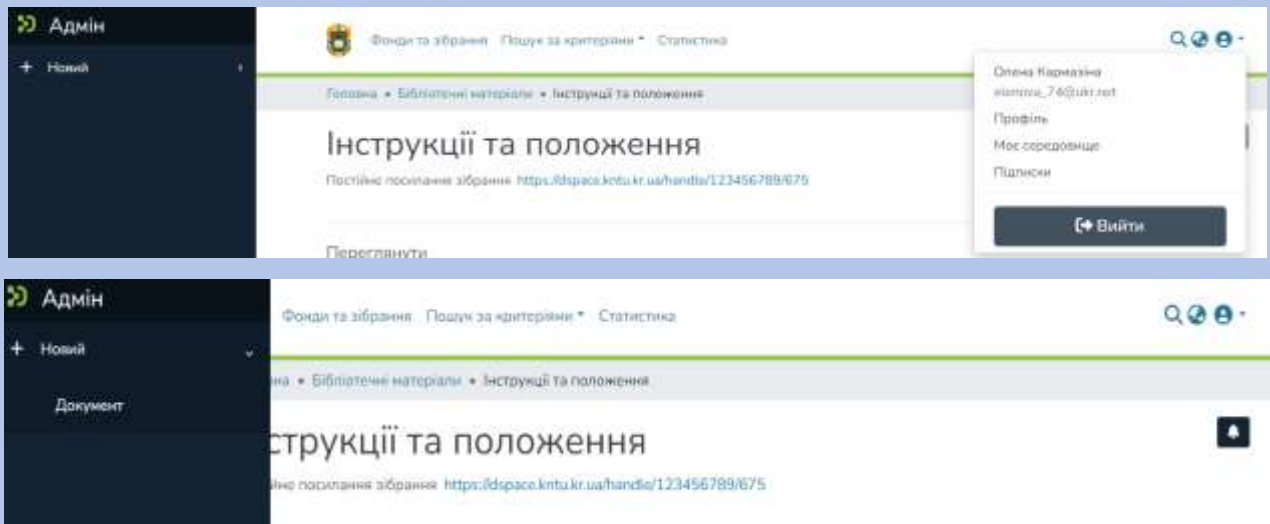 Адмін
Фонди та зібрання Пошук за критеріями Статистика
+ Новий
Олена Кармазіна
Головна • Бібліотечні матеріали • Інструкції та положення
Профіль
Інструкції та положення
Моє середовище
Постійне посилання зібрання https://dspace.kntu.kr.ua/handle/123456789/675
Підписки
Вийти
Переглянути
Адмін
Фонди та зібрання Пошук за критеріями Статистика
+ Новий
на • Бібліотечні матеріали • Інструкції та положення
Документ
струкції та положення
йне посилання зібрання https://dspace.kntu.kr.ua/handle/123456789/675